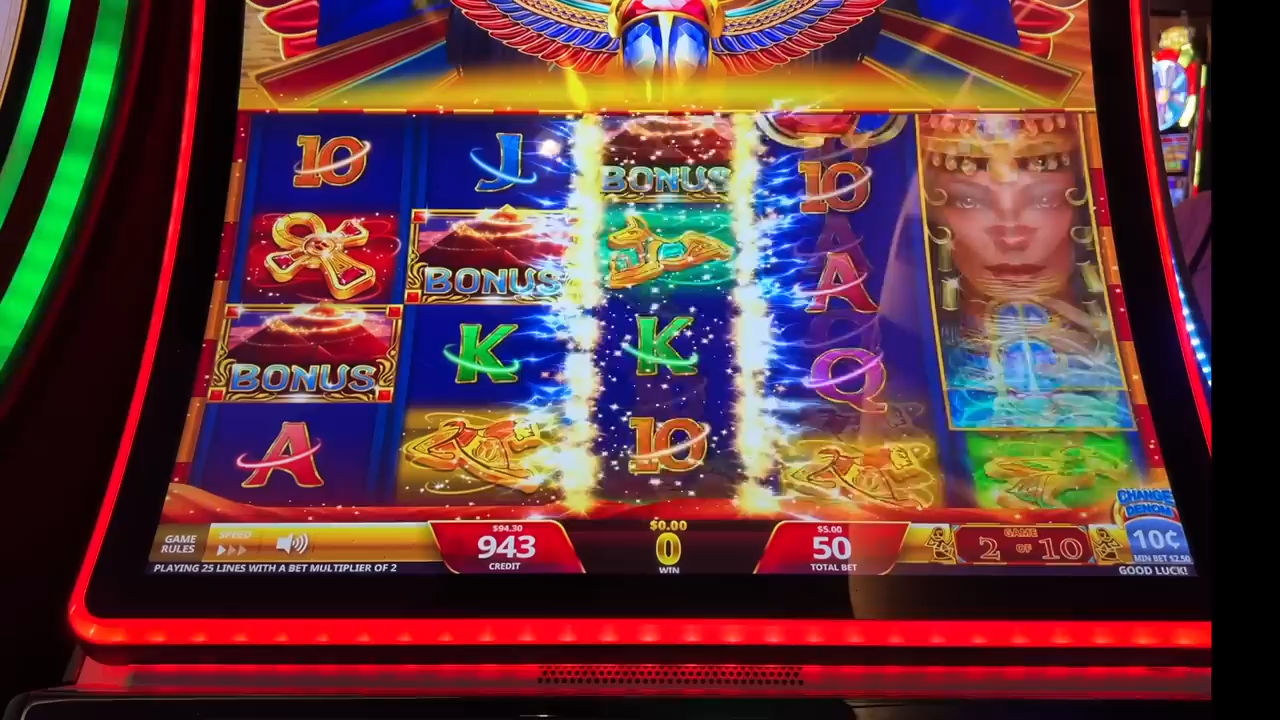 10
J
BONUS
10
BONUS
A
BONUS
K
K
Q
A
10
GAME
RULES
SPEED
$94.30
943
CREDIT
$0.00
0
WIN
$5.00
50
TOTAL BET
GAME
2 OF 10
CHANGE
DENOM
10¢
MIN BET $2.50
PLAYING 25 LINES WITH A BET MULTIPLIER OF 2
GOOD LUCK!